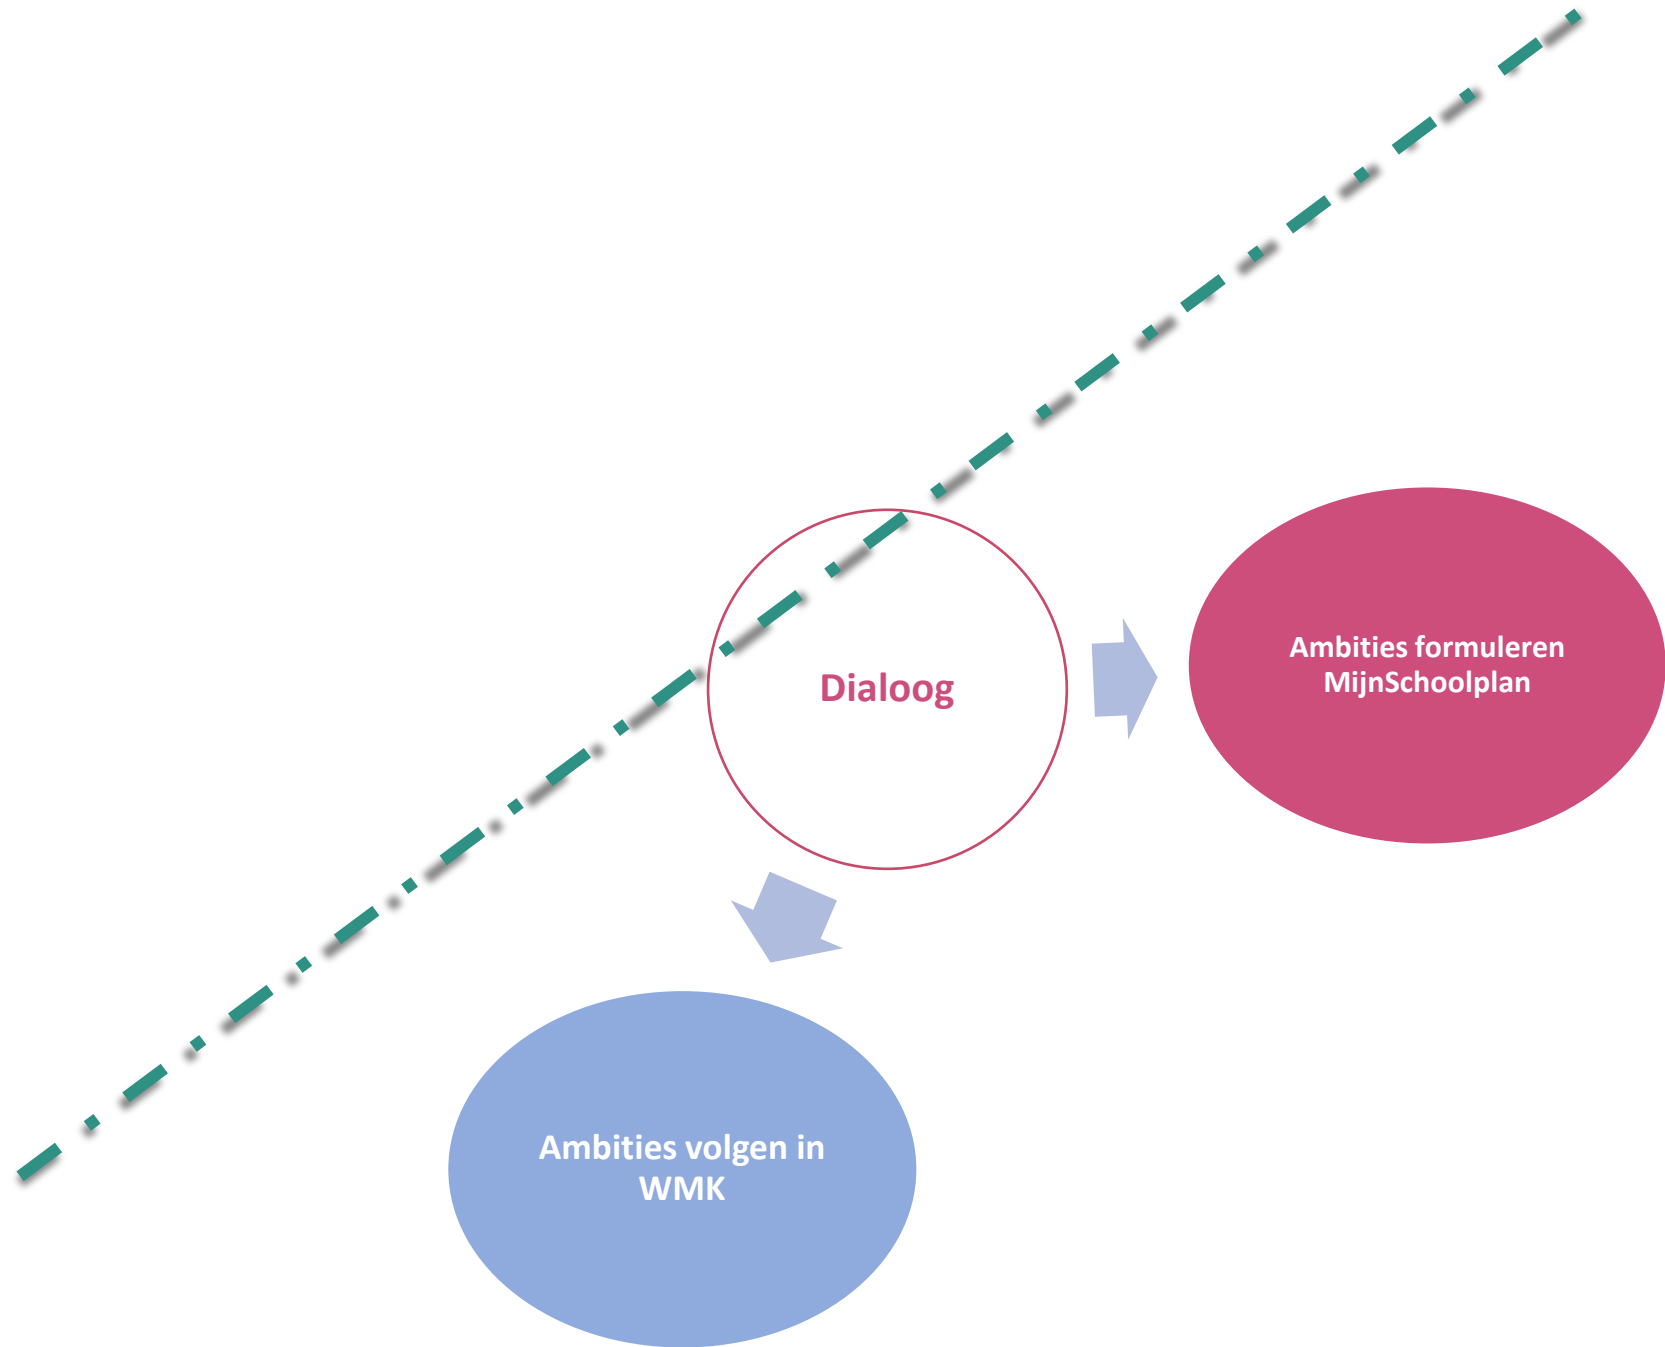 Dialoog
Ambities formuleren
MijnSchoolplan
Ambities volgen in
WMK